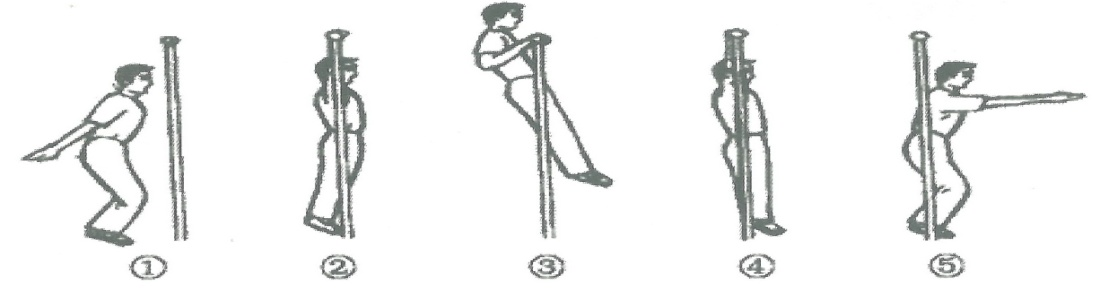 ① ② ③ ④ ⑤